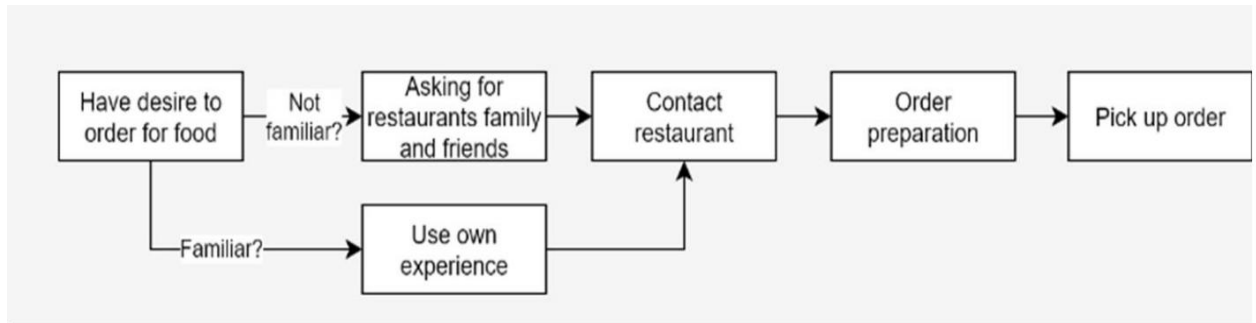 Have desire to
order for food
Not
familiar?
Asking for
restaurants family
and friends
Contact
restaurant
Order
preparation
Pick up order
Familiar?
Use own
experience